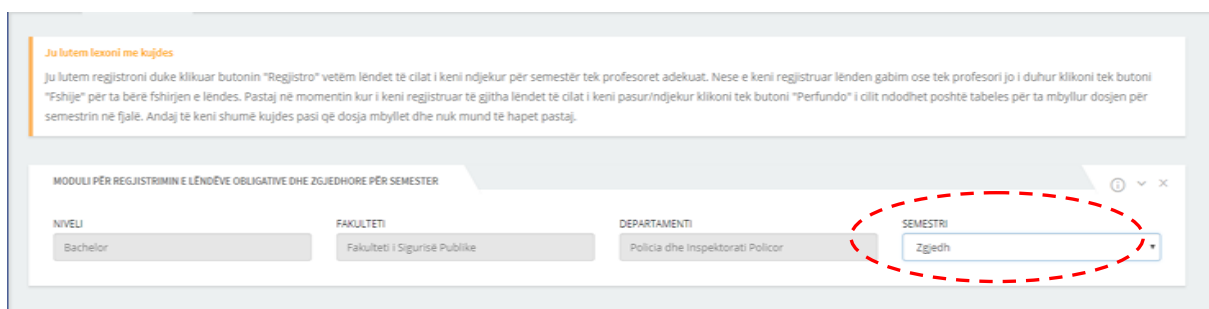 Ju lutem lexoni me kujdes
Ju lutem regjistroni duke klikuar butonin "Regjistro" vetëm lëndet të cilat i keni ndjekur për semestër tek profesoret adekuat. Nese e keni regjistruar lënden gabim ose tek profesori jo i duhur klikoni tek butoni
"Fshije" për ta bërë fshirjen e lëndes. Pastaj në momentin kur i keni regjistruar të gjitha lëndet të cilat i keni pasur/ndjekur klikoni tek butoni "Perfundo" i cilit ndodhet poshtë tabeles për ta mbyllur dosjen për
semestrin në fjalë. Andaj të keni shumë kujdes pasi që dosja mbyllet dhe nuk mund të hapet pastaj.
MODULI PËR REGJISTRIMIN E LËNDËVE OBLIGATIVE DHE ZGJEDHORE PËR SEMESTER
NIVELI FAKULTETI DEPARTAMENTI SEMESTRI
Bachelor Fakulteti i Sigurisë Publike Policia dhe Inspektorati Policor Zgjedh